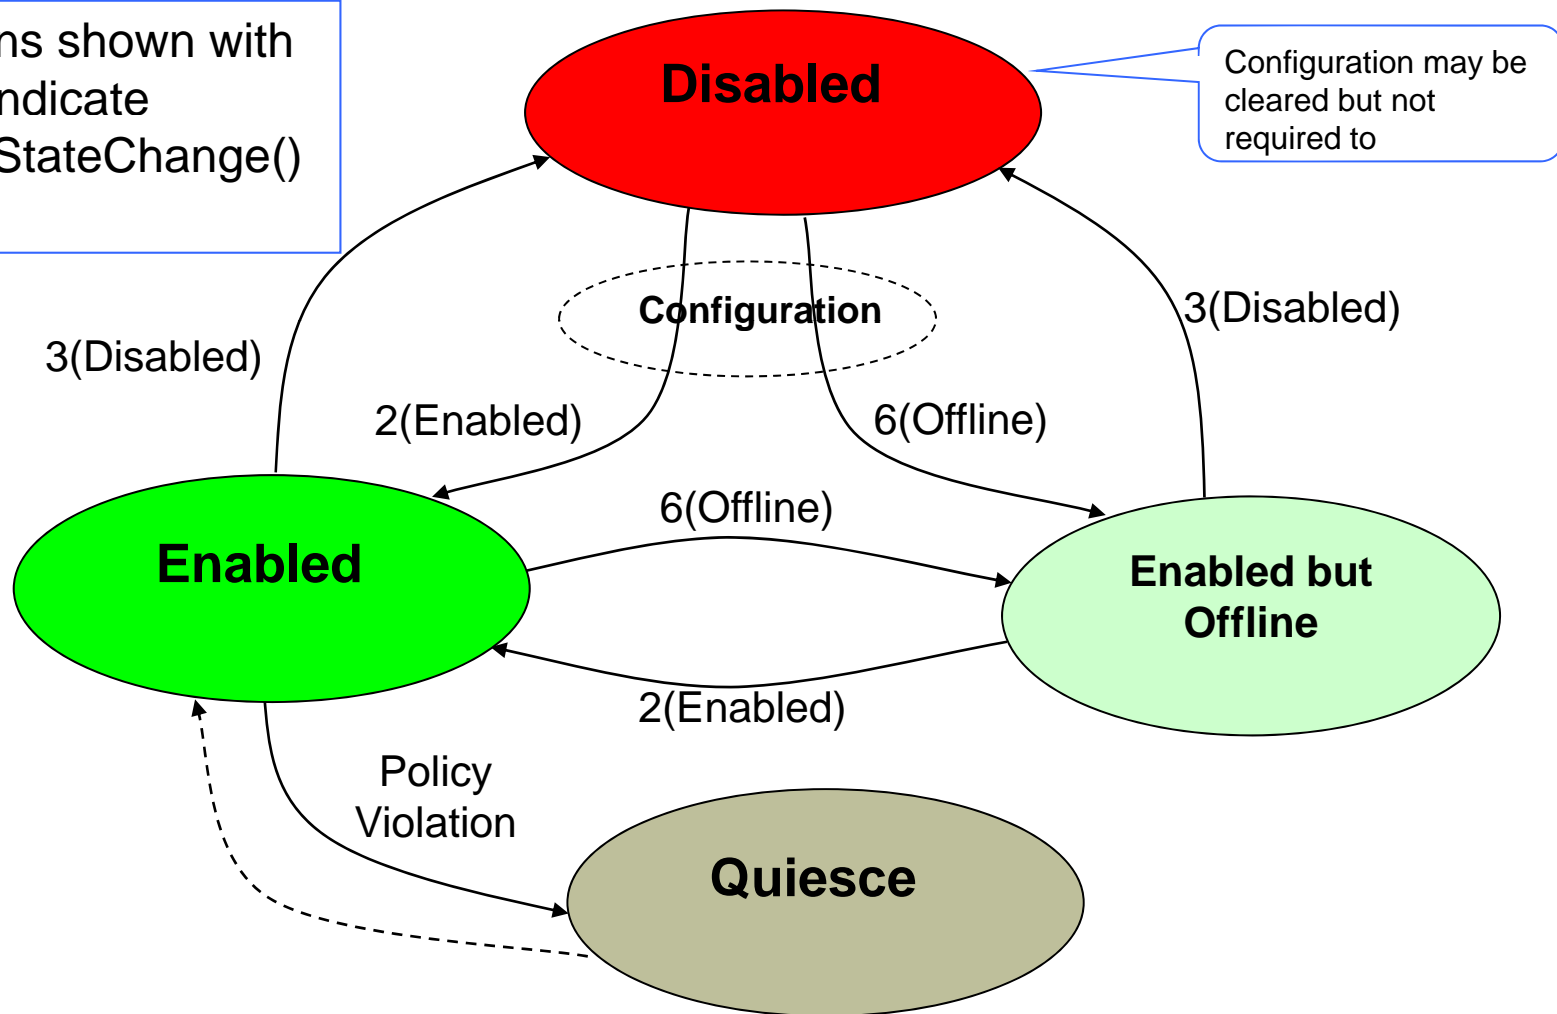 ns shown with
ndicate
StateChange()
Disabled
Configuration may be
cleared but not
required to
Configuration
3(Disabled)
3(Disabled)
2(Enabled)
6(Offline)
6(Offline)
Enabled
Enabled but
Offline
2(Enabled)
Policy
Violation
Quiesce